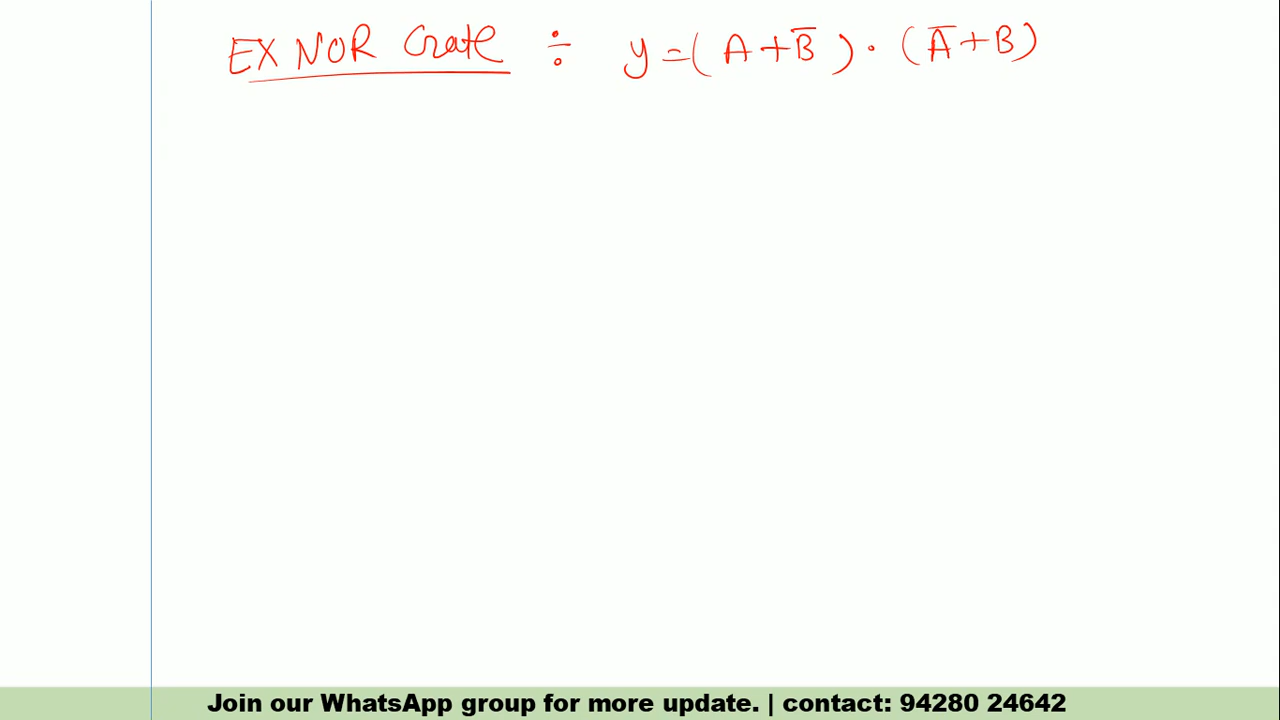 EX NOR Gate ÷ y = (A + B̅) · (A̅ + B)
Join our WhatsApp group for more update. | contact: 94280 24642